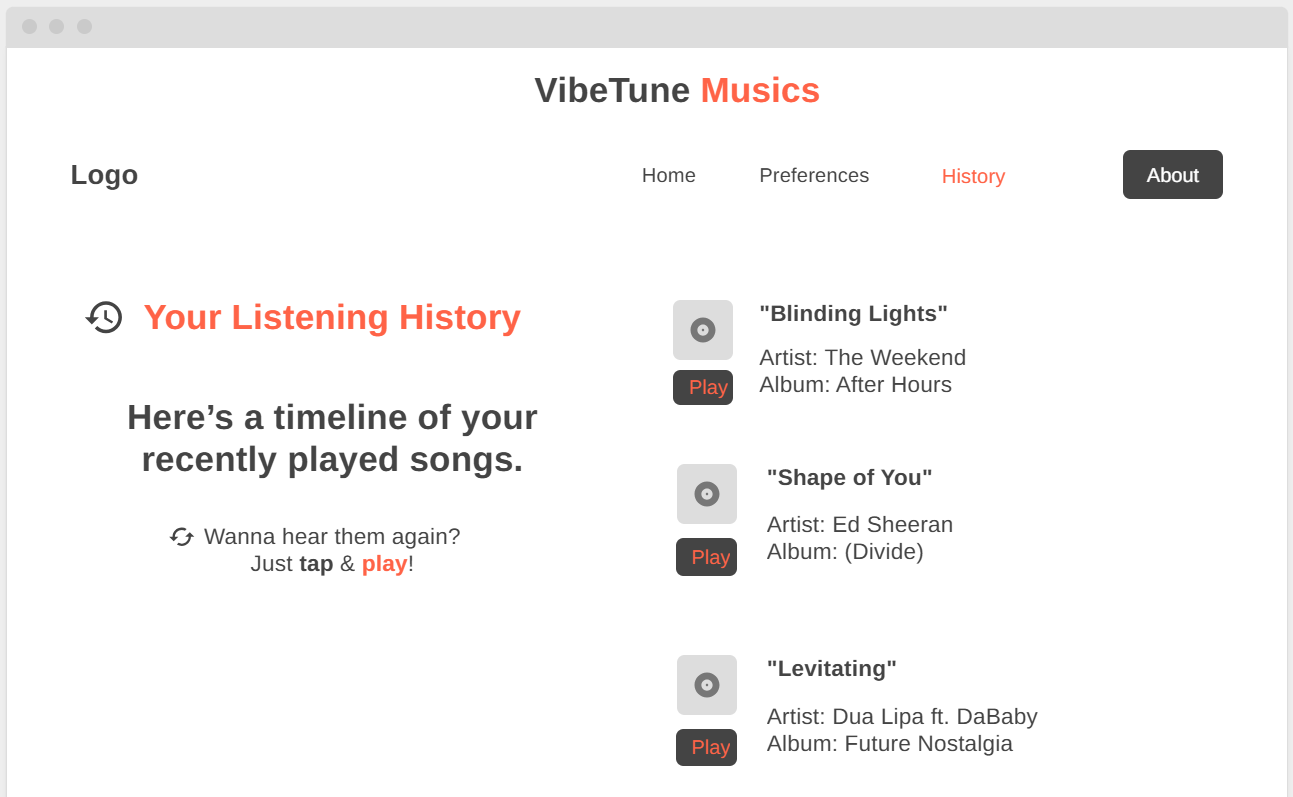 VibeTune Musics
Logo
Home
Preferences
History
About
Your Listening History
Here’s a timeline of your
recently played songs.
Wanna hear them again?
Just tap & play!
"Blinding Lights"
Artist: The Weekend
Album: After Hours
Play
"Shape of You"
Artist: Ed Sheeran
Album: (Divide)
Play
"Levitating"
Artist: Dua Lipa ft. DaBaby
Album: Future Nostalgia
Play